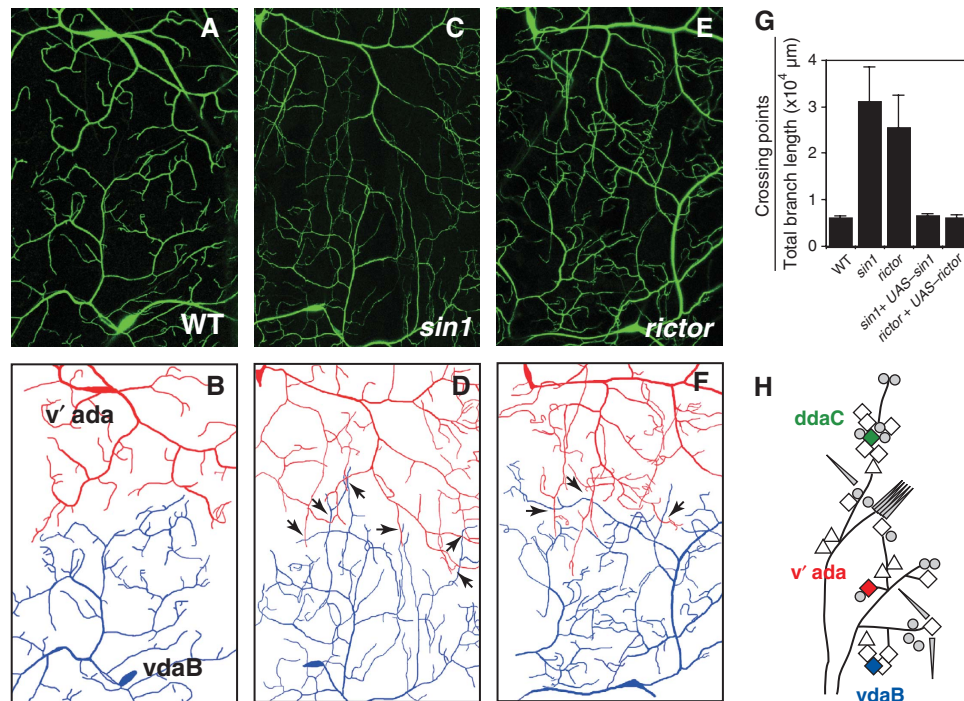 A
WT
C
sin1
E
rictor
G
Crossing points
Total branch length (x10⁴ µm)
4
3
2
1
0
WT
sin1
rictor
sin1+ UAS–sin1
rictor + UAS–rictor
B
v′ ada
vdaB
D
F
H
ddaC
v′ ada
vdaB